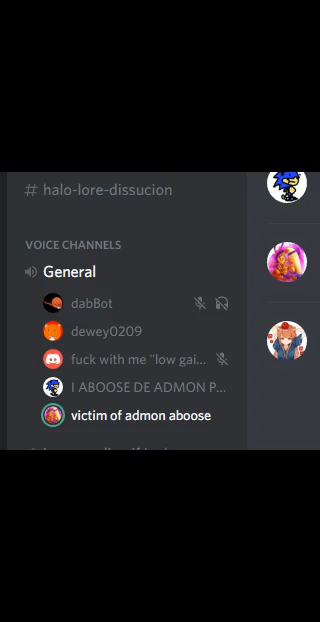 # halo-lore-dissucion
VOICE CHANNELS
General
dabBot
dewey0209
fuck with me "low gai...
I ABOOSE DE ADMON P...
victim of admon aboose